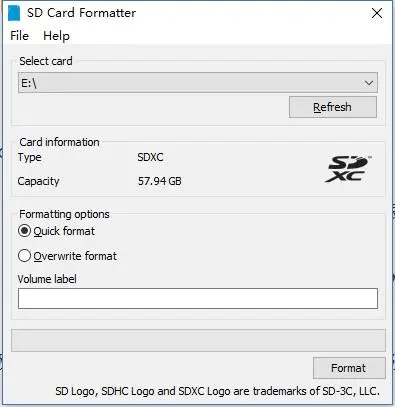 SD Card Formatter
File Help
Select card
E:\
Refresh
Card information
Type SDXC
Capacity 57.94 GB
SD
XC
TM
Formatting options
Quick format
Overwrite format
Volume label
Format
SD Logo, SDHC Logo and SDXC Logo are trademarks of SD-3C, LLC.